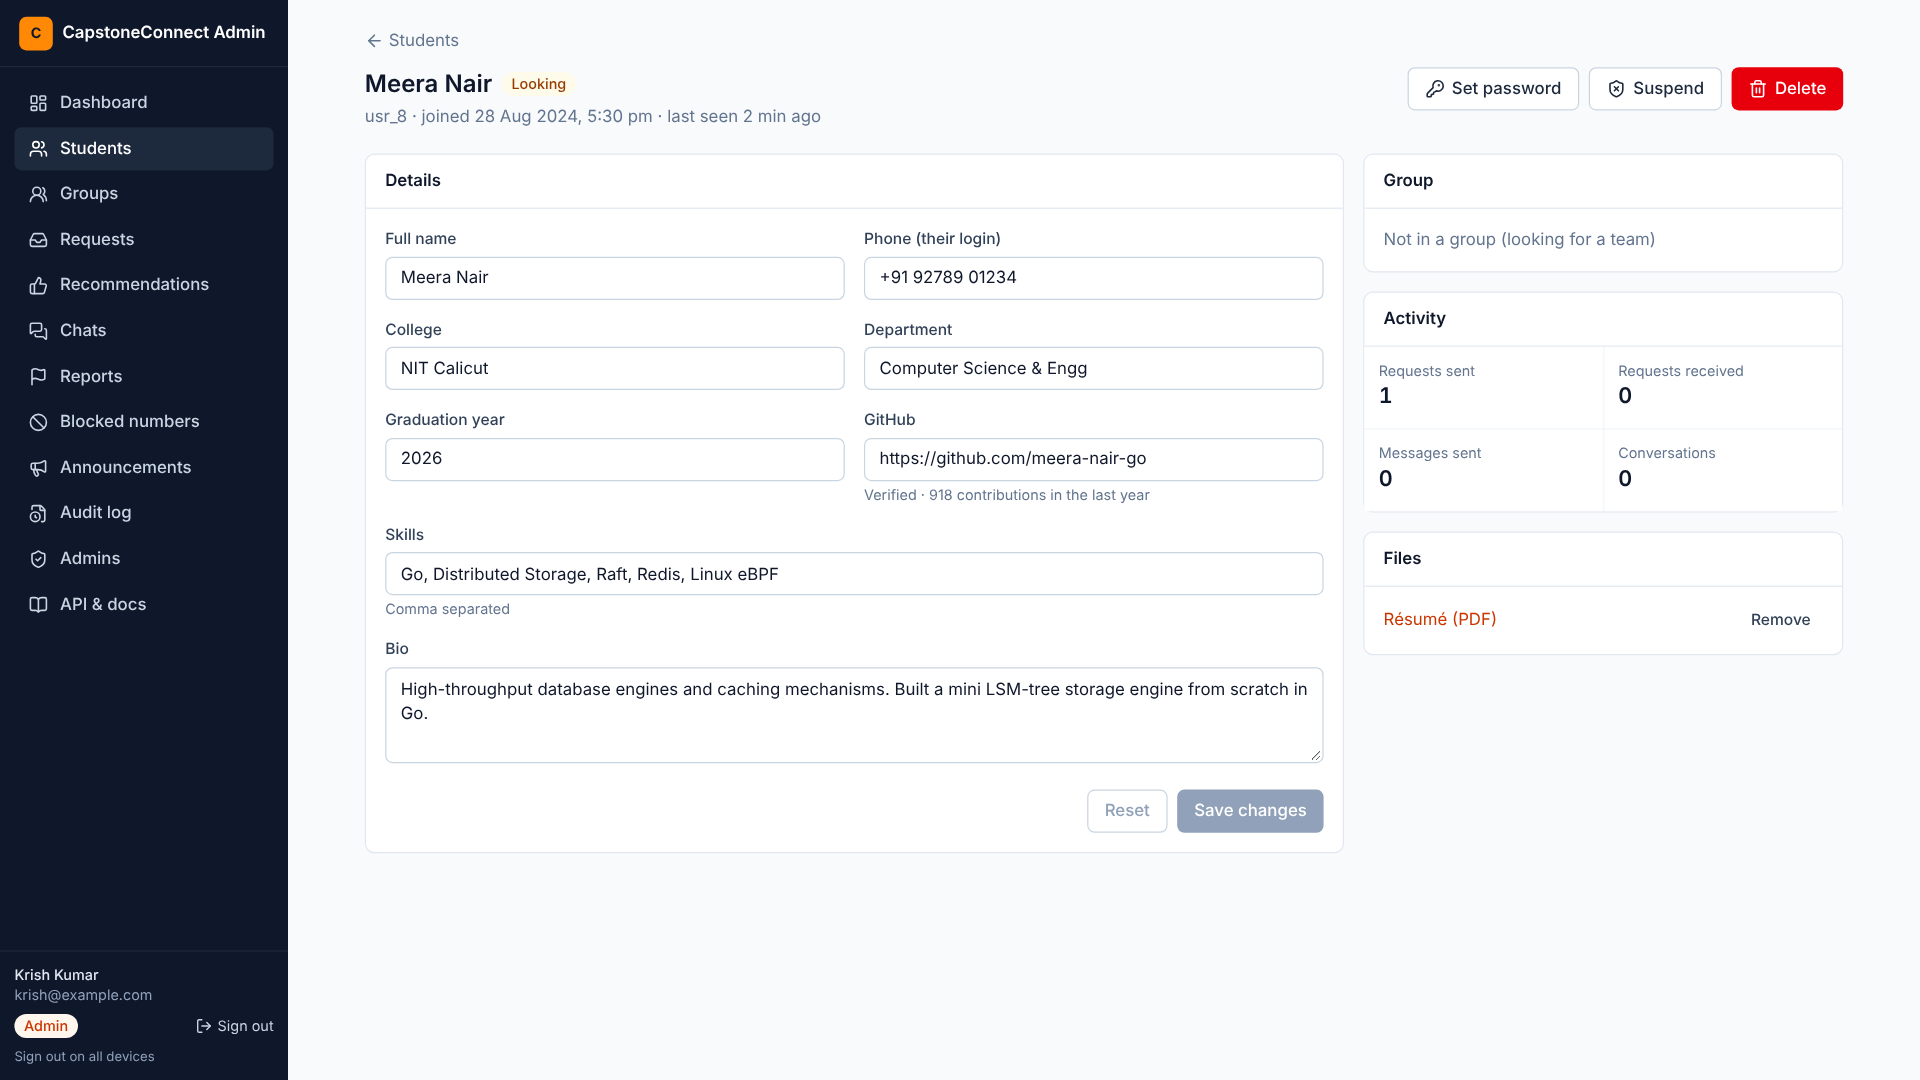 C
CapstoneConnect Admin
Dashboard
Students
Groups
Requests
Recommendations
Chats
Reports
Blocked numbers
Announcements
Audit log
Admins
API & docs
Krish Kumar
krish@example.com
Admin
Sign out
Sign out on all devices
Students
Meera Nair Looking
usr_8 · joined 28 Aug 2024, 5:30 pm · last seen 2 min ago
Set password
Suspend
Delete
Details
Full name
Meera Nair
Phone (their login)
+91 92789 01234
College
NIT Calicut
Department
Computer Science & Engg
Graduation year
2026
GitHub
https://github.com/meera-nair-go
Verified · 918 contributions in the last year
Skills
Go, Distributed Storage, Raft, Redis, Linux eBPF
Comma separated
Bio
High-throughput database engines and caching mechanisms. Built a mini LSM-tree storage engine from scratch in
Go.
Reset
Save changes
Group
Not in a group (looking for a team)
Activity
Requests sent
1
Requests received
0
Messages sent
0
Conversations
0
Files
Résumé (PDF)
Remove